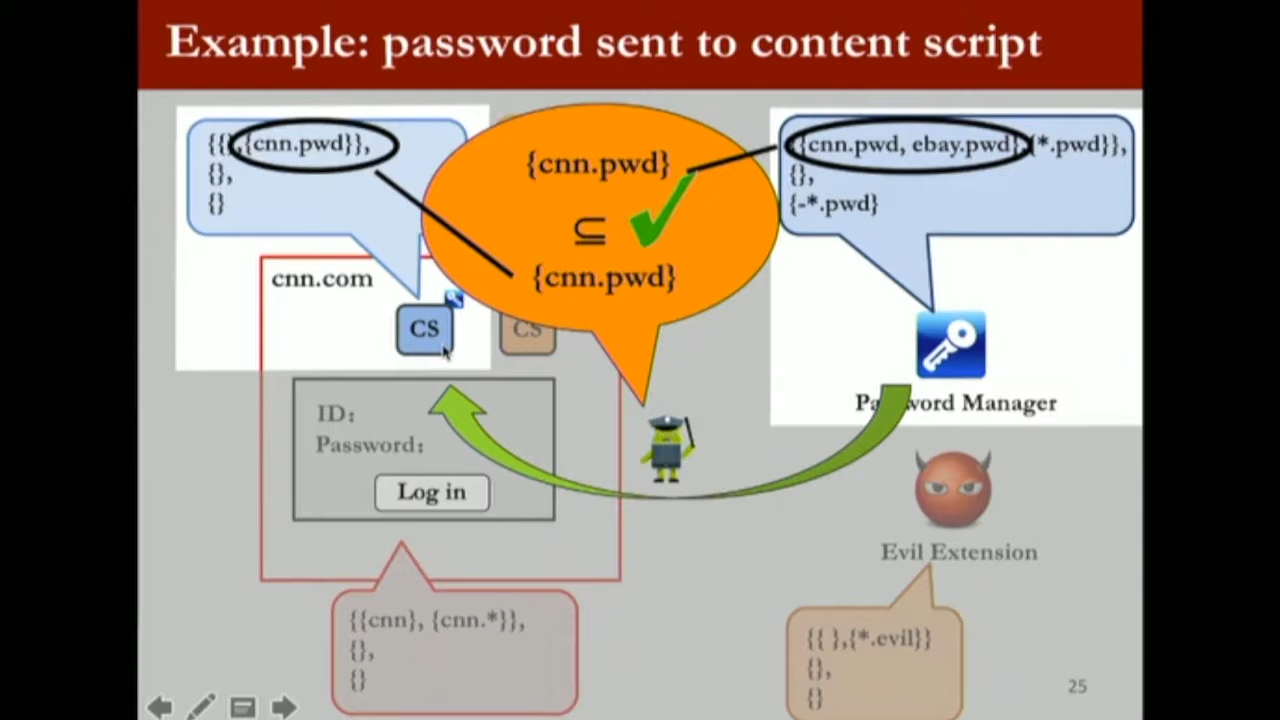 Example: password sent to content script
{{},{cnn.pwd}},
{},
{}
{cnn.pwd}
⊆
{cnn.pwd}
{{cnn.pwd, ebay.pwd},{*.pwd}},
{},
{-*.pwd}
cnn.com
CS
CS
Password Manager
ID:
Password:
Log in
Evil Extension
{{cnn}, {cnn.*}},
{},
{}
{{ },{*.evil}}
{},
{}
25